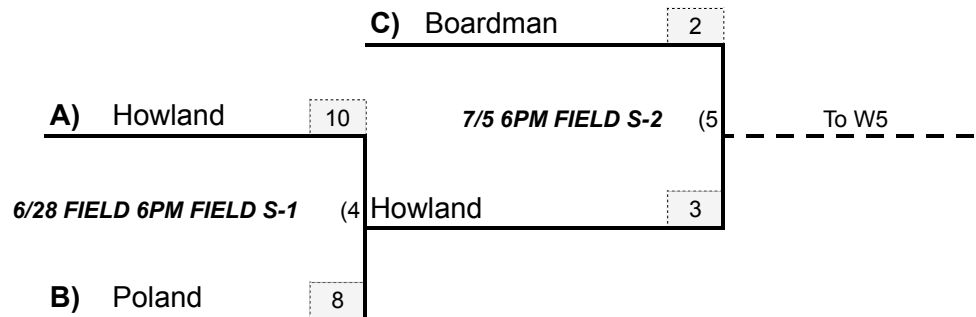 C) Boardman 2
A) Howland 10
7/5 6PM FIELD S-2 (5
To W5
6/28 FIELD 6PM FIELD S-1 (4
Howland 3
B) Poland 8